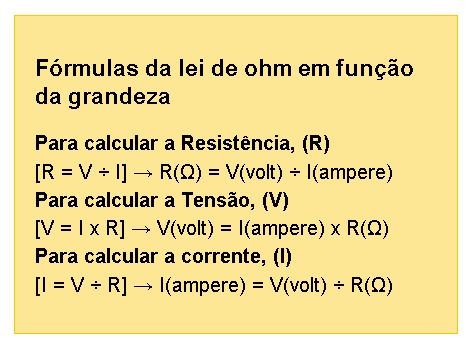 Fórmulas da lei de ohm em função
da grandeza
Para calcular a Resistência, (R)
[R = V ÷ I] → R(Ω) = V(volt) ÷ I(ampere)
Para calcular a Tensão, (V)
[V = I x R] → V(volt) = I(ampere) x R(Ω)
Para calcular a corrente, (I)
[I = V ÷ R] → I(ampere) = V(volt) ÷ R(Ω)